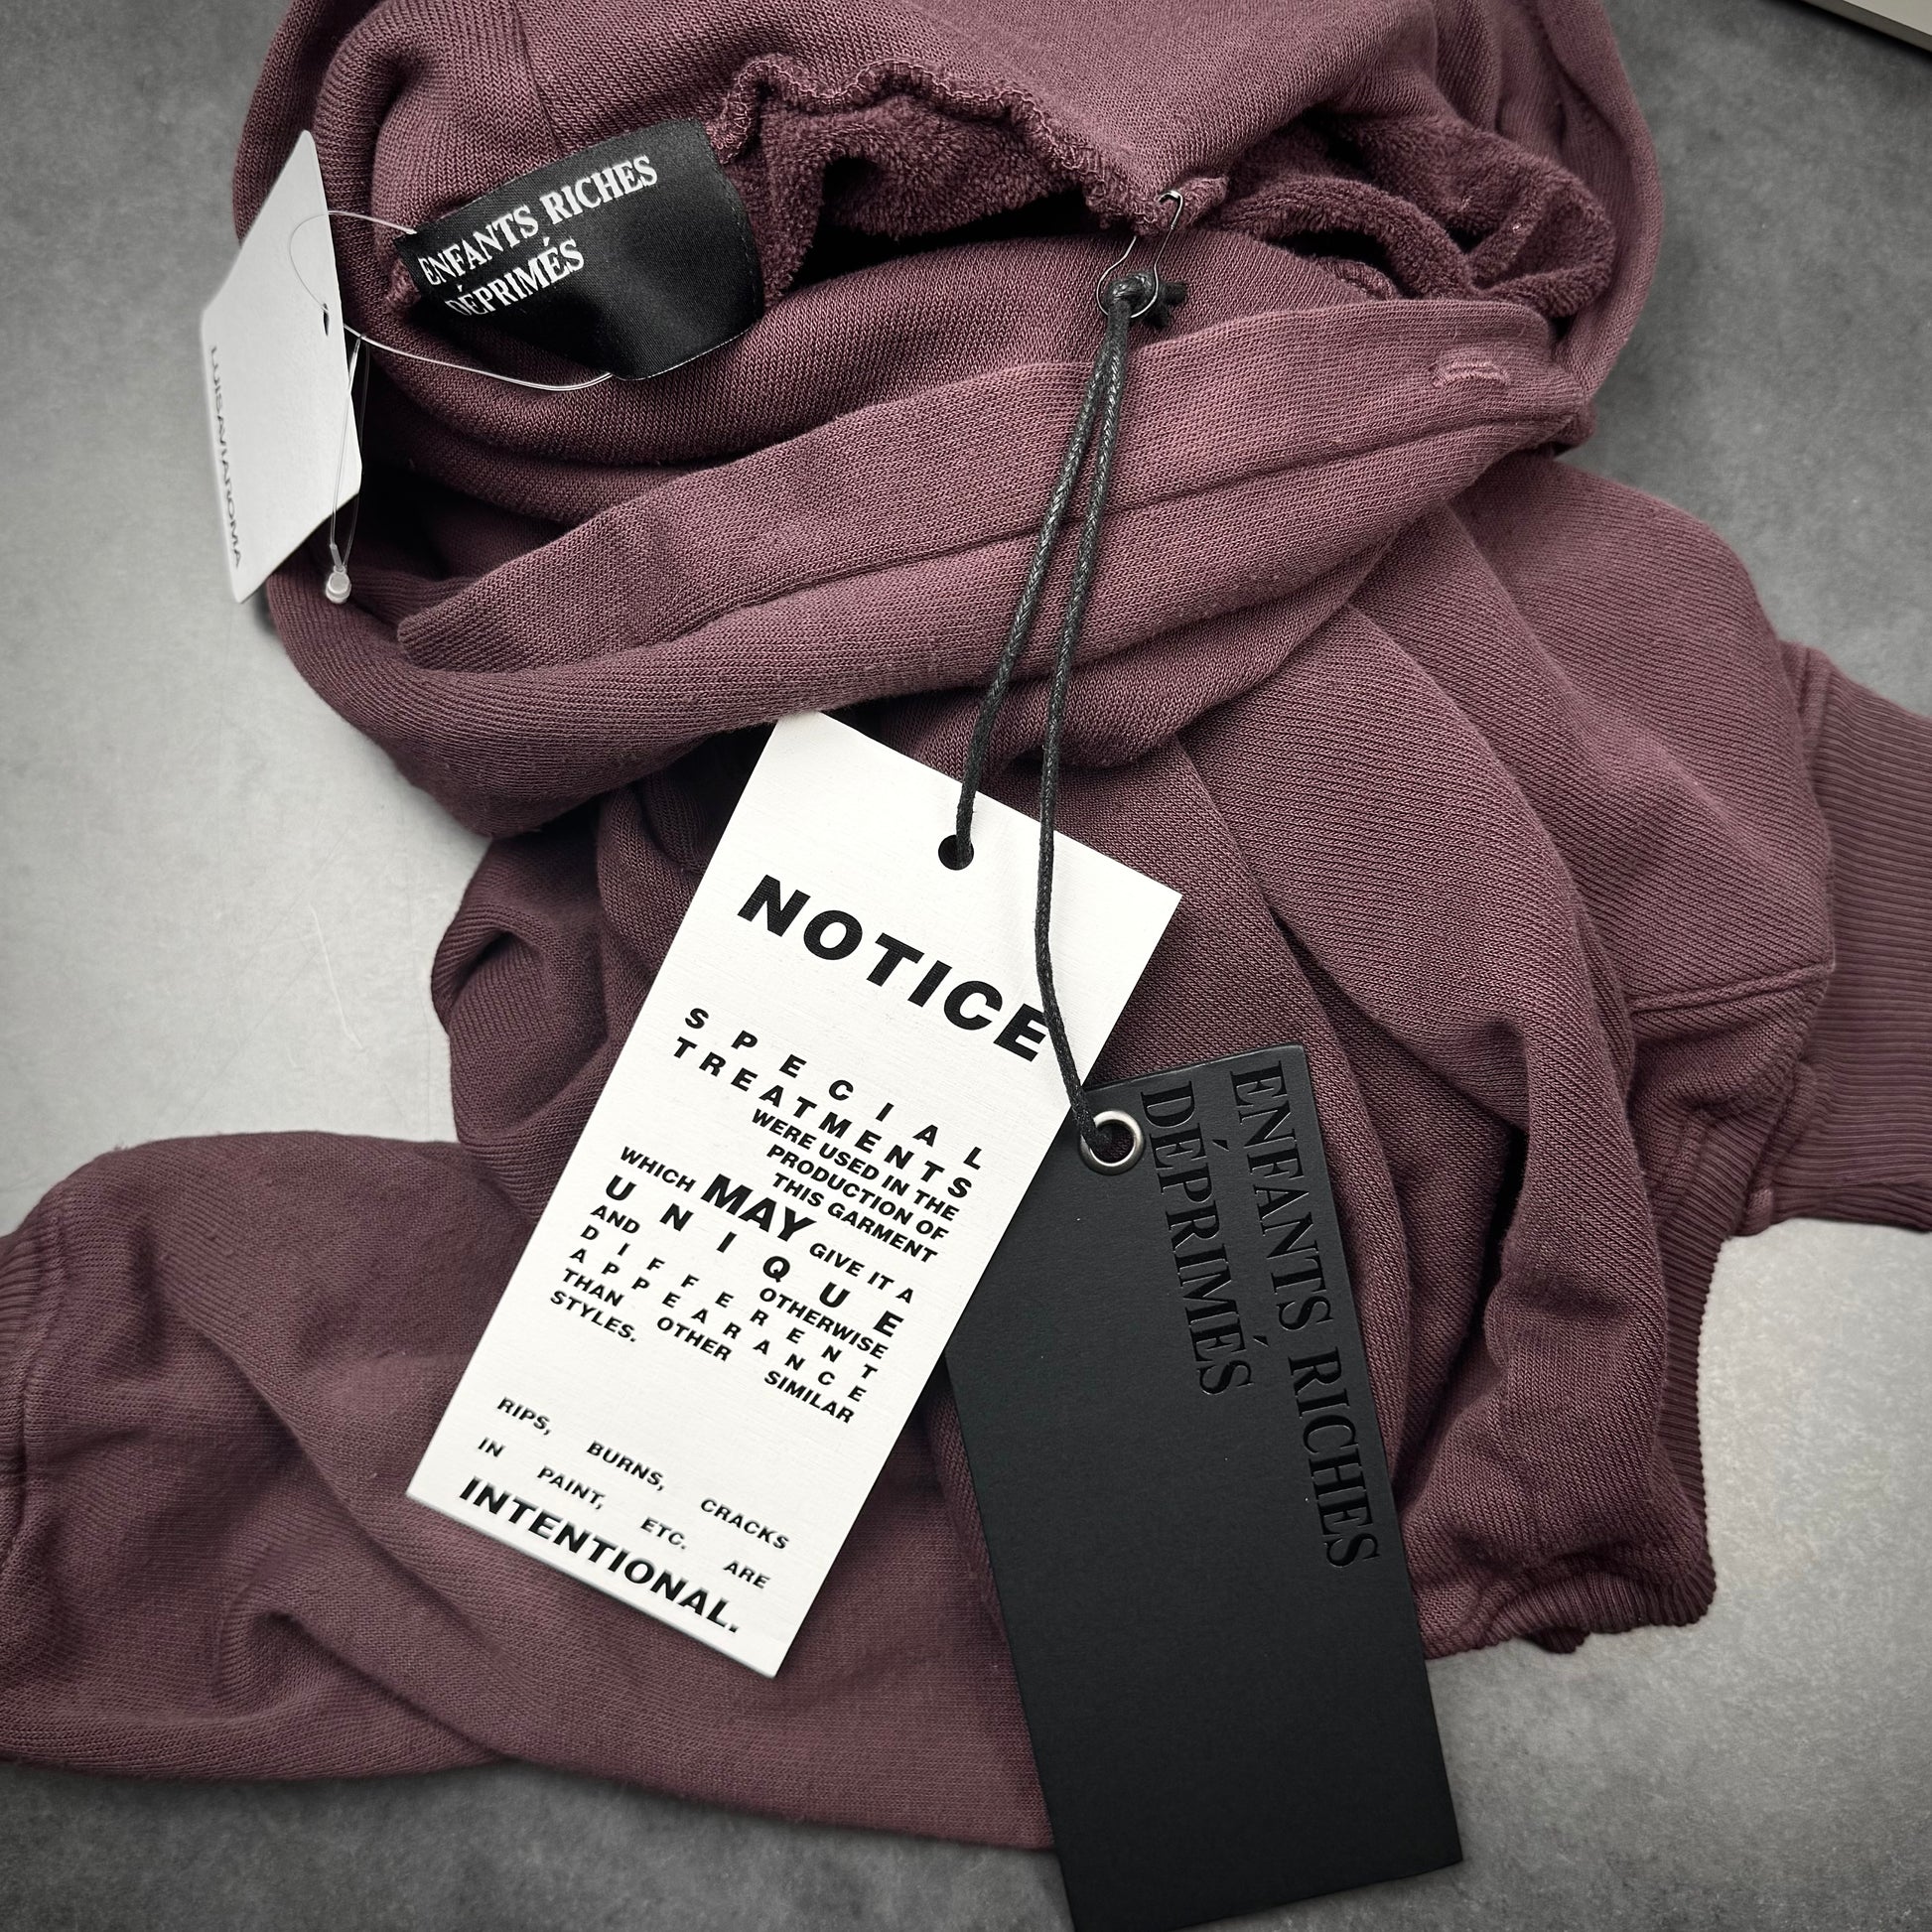 ENFANTS RICHES
DÉPRIMÉS
LUISAVIAROMA
NOTICE
SPECIAL
TREATMENTS
WERE USED IN THE
PRODUCTION OF
THIS GARMENT
WHICH MAY GIVE IT A
UNIQUE
AND OTHERWISE
DIFFERENT
APPEARANCE
THAN OTHER SIMILAR
STYLES.
RIPS, BURNS, CRACKS
IN PAINT, ETC. ARE
INTENTIONAL.
ENFANTS RICHES
DÉPRIMÉS